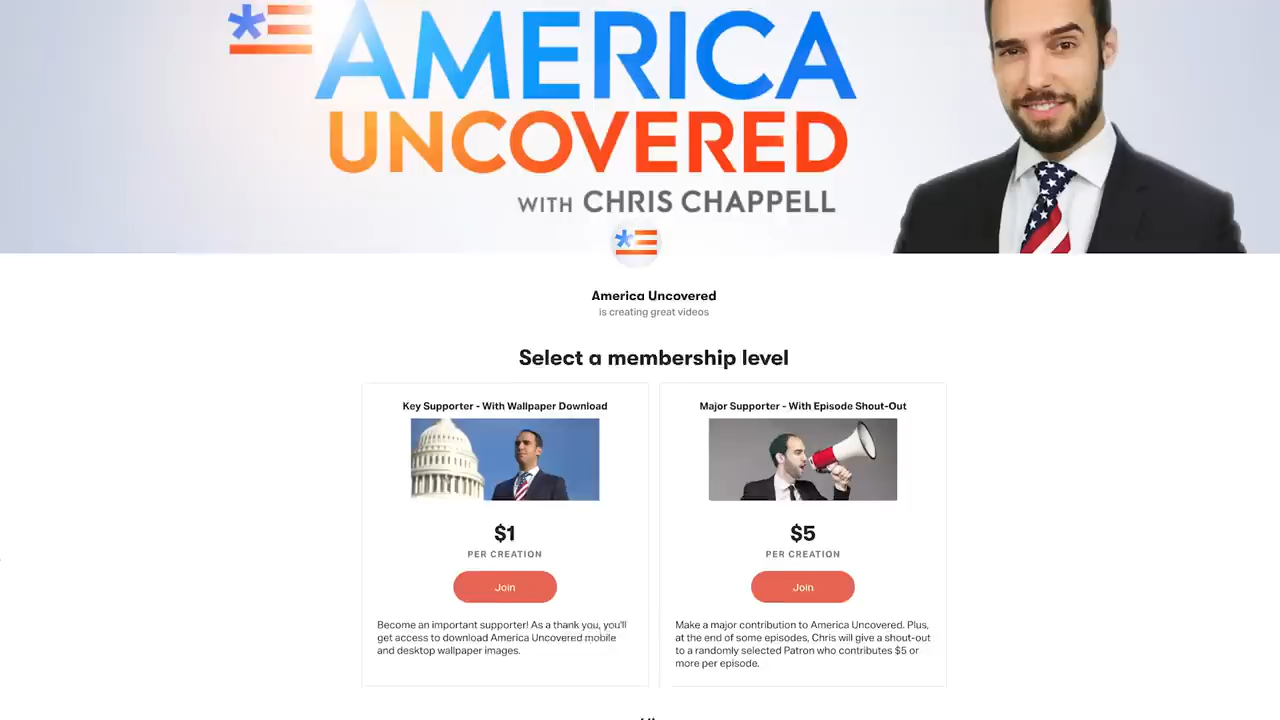 AMERICA
UNCOVERED
WITH CHRIS CHAPPELL
America Uncovered
is creating great videos
Select a membership level
Key Supporter - With Wallpaper Download
$1
PER CREATION
Join
Become an important supporter! As a thank you, you'll
get access to download America Uncovered mobile
and desktop wallpaper images.
Major Supporter - With Episode Shout-Out
$5
PER CREATION
Join
Make a major contribution to America Uncovered. Plus,
at the end of some episodes, Chris will give a shout-out
to a randomly selected Patron who contributes $5 or
more per episode.